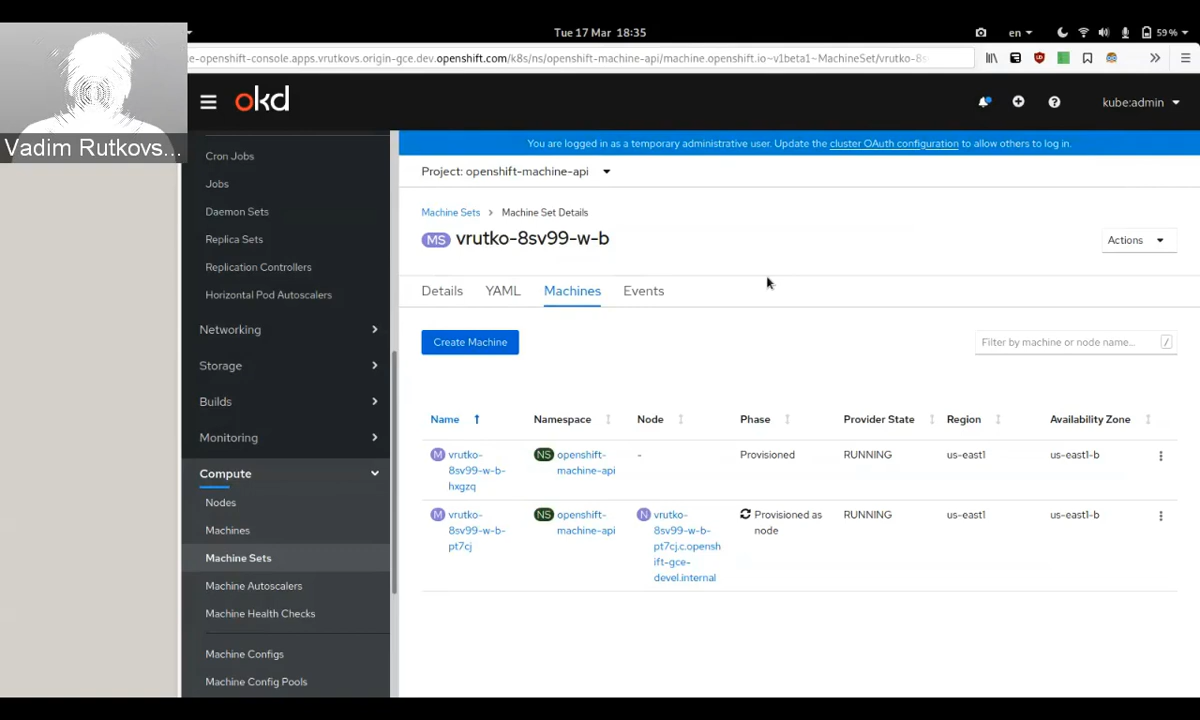 Tue 17 Mar 18:35
en
59 %
e-openshift-console.apps.vrutkovs.origin-gce.dev.openshift.com/k8s/ns/openshift-machine-api/machine.openshift.io~v1beta1~MachineSet/vrutko-8s
Vadim Rutkovs...
okd
kube:admin
You are logged in as a temporary administrative user. Update the cluster OAuth configuration to allow others to log in.
Cron Jobs
Jobs
Daemon Sets
Replica Sets
Replication Controllers
Horizontal Pod Autoscalers
Networking
Storage
Builds
Monitoring
Compute
Nodes
Machines
Machine Sets
Machine Autoscalers
Machine Health Checks
Machine Configs
Machine Config Pools
Project: openshift-machine-api
Machine Sets > Machine Set Details
MS vrutko-8sv99-w-b
Actions
Details YAML Machines Events
Create Machine
Filter by machine or node name... /
Name Namespace Node Phase Provider State Region Availability Zone
M vrutko-
8sv99-w-b-
hxgzq
NS openshift-
machine-api
-
Provisioned
RUNNING
us-east1
us-east1-b
M vrutko-
8sv99-w-b-
pt7cj
NS openshift-
machine-api
N vrutko-
8sv99-w-b-
pt7cj.c.opensh
ift-gce-
devel.internal
Provisioned as
node
RUNNING
us-east1
us-east1-b